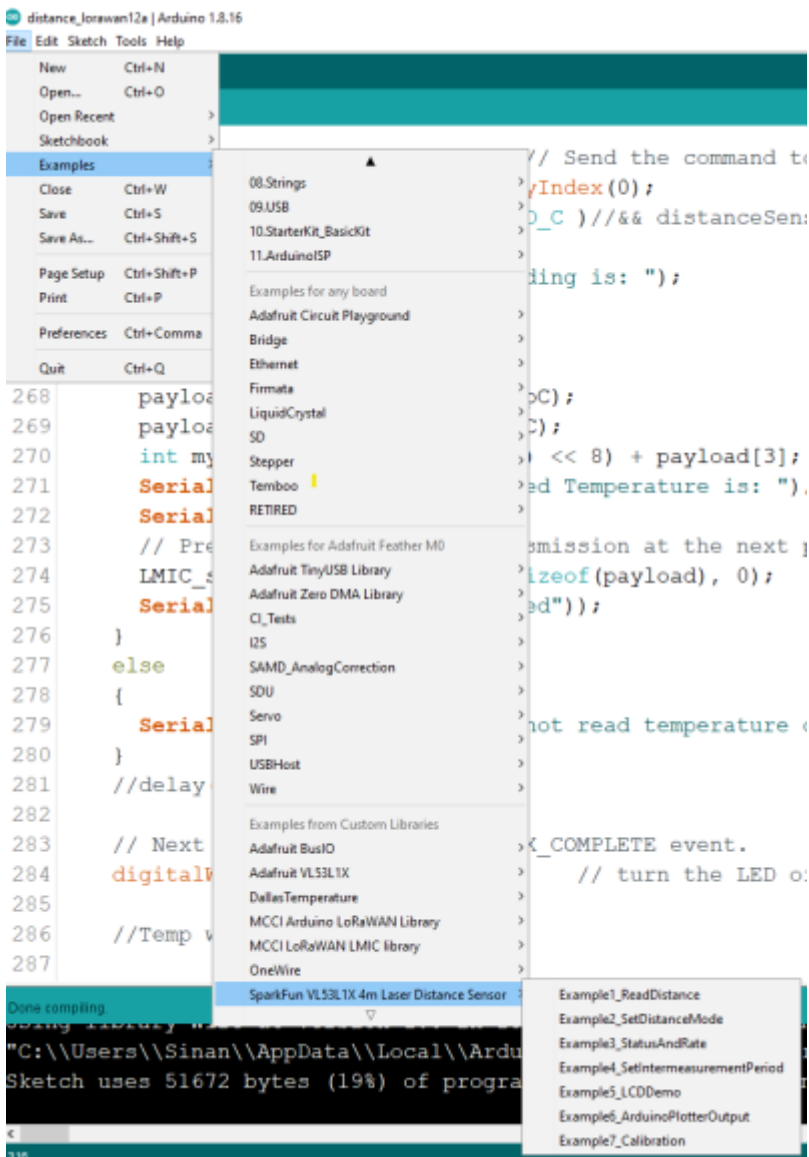 distance_lorawan12a | Arduino 1.8.16
File Edit Sketch Tools Help
New Ctrl+N
Open... Ctrl+O
Open Recent
Sketchbook
Examples
Close Ctrl+W
Save Ctrl+S
Save As... Ctrl+Shift+S
Page Setup Ctrl+Shift+P
Print Ctrl+P
Preferences Ctrl+Comma
Quit Ctrl+Q
08.Strings
09.USB
10.StarterKit_BasicKit
11.ArduinoISP
Examples for any board
Adafruit Circuit Playground
Bridge
Ethernet
Firmata
LiquidCrystal
SD
Stepper
Temboo
RETIRED
Examples for Adafruit Feather M0
Adafruit TinyUSB Library
Adafruit Zero DMA Library
CI_Tests
I2S
SAMD_AnalogCorrection
SDU
Servo
SPI
USBHost
Wire
Examples from Custom Libraries
Adafruit BusIO
Adafruit VL53L1X
DallasTemperature
MCCI Arduino LoRaWAN Library
MCCI LoRaWAN LMIC library
OneWire
SparkFun VL53L1X 4m Laser Distance Sensor
Example1_ReadDistance
Example2_SetDistanceMode
Example3_StatusAndRate
Example4_SetIntermeasurementPeriod
Example5_LCDDemo
Example6_ArduinoPlotterOutput
Example7_Calibration
// Send the command to
yIndex(0);
D_C )//&& distanceSens
ding is: ");
268 payloa oC);
269 payloa C);
270 int my ) << 8) + payload[3];
271 Serial ed Temperature is: ")
272 Serial
273 // Pre smission at the next p
274 LMIC_s izeof(payload), 0);
275 Serial ed"));
276 }
277 else
278 {
279 Serial not read temperature
280 }
281 //delay
282
283 // Next X_COMPLETE event.
284 digitalW // turn the LED o
285
286 //Temp
287
Done compiling.
"C:\\Users\\Sinan\\AppData\\Local\\Ardu
Sketch uses 51672 bytes (19%) of progra